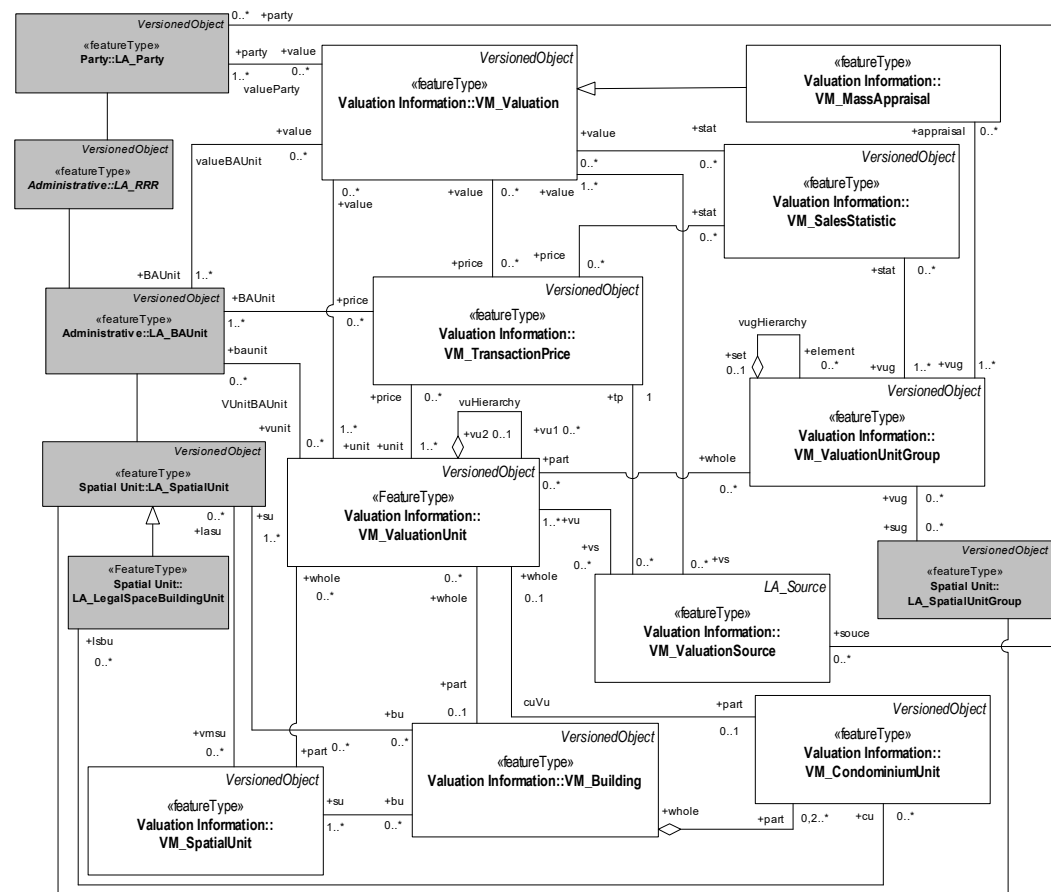 VersionedObject
«featureType»
Party::LA_Party
0..* +party
+party +value
1..* 0..*
valueParty
VersionedObject
«featureType»
Valuation Information::VM_Valuation
VersionedObject
«featureType»
Valuation Information::
VM_MassAppraisal
+appraisal 0..*
VersionedObject
«featureType»
Administrative::LA_RRR
+value
valueBAUnit 0..*
+value +stat
0..* 0..*
0..*
+value
+value
0..*
+value
1..*
VersionedObject
«featureType»
Valuation Information::
VM_SalesStatistic
+stat
0..*
+stat 0..*
+BAUnit 1..*
+price 0..*
+price 0..*
VersionedObject
«featureType»
Administrative::LA_BAUnit
+BAUnit +price
1..* 0..*
+baunit
0..*
VUnitBAUnit
+vunit
0..*
VersionedObject
«featureType»
Valuation Information::
VM_TransactionPrice
vugHierarchy
+set
0..1
+element
0..*
+vug 1..* +vug 1..*
+price 0..*
+tp 1
vuHierarchy
+vu2 0..1 +vu1 0..*
1..*
+unit +unit 1..*
VersionedObject
«featureType»
Valuation Information::
VM_ValuationUnitGroup
VersionedObject
«featureType»
Spatial Unit::LA_SpatialUnit
0..*
+lasu
+su
1..*
VersionedObject
«FeatureType»
Valuation Information::
VM_ValuationUnit
+part +whole
0..* 0..*
+vug 0..*
+sug 0..*
1..* +vu
+vs
0..*
0..*
0..* +vs
«FeatureType»
Spatial Unit::
LA_LegalSpaceBuildingUnit
+lsbu
0..*
+whole
0..*
0..*
+whole
+whole
0..1
LA_Source
«featureType»
Valuation Information::
VM_ValuationSource
+souce
0..*
VersionedObject
«featureType»
Spatial Unit::
LA_SpatialUnitGroup
+part
0..1
cuVu
+part
0..1
+vmsu
0..*
+part 0..*
+bu
0..*
VersionedObject
«featureType»
Valuation Information::VM_Building
VersionedObject
«featureType»
Valuation Information::
VM_CondominiumUnit
VersionedObject
«featureType»
Valuation Information::
VM_SpatialUnit
+su +bu
1..* 0..*
+whole
+part 0,2..*
+cu 0..*